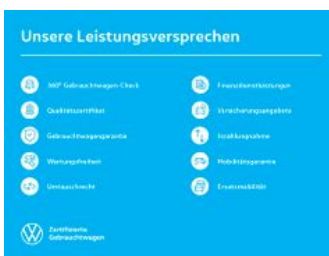 Unsere Leistungsversprechen
360° Gebrauchtwagen-Check
Qualitätszertifikat
Gebrauchtwagengarantie
Wartungsfreiheit
Umtauschrecht
Finanzdienstleistungen
Versicherungsangebote
Inzahlungnahme
Mobilitätsgarantie
Ersatzmobilität
Zertifizierte
Gebrauchtwagen